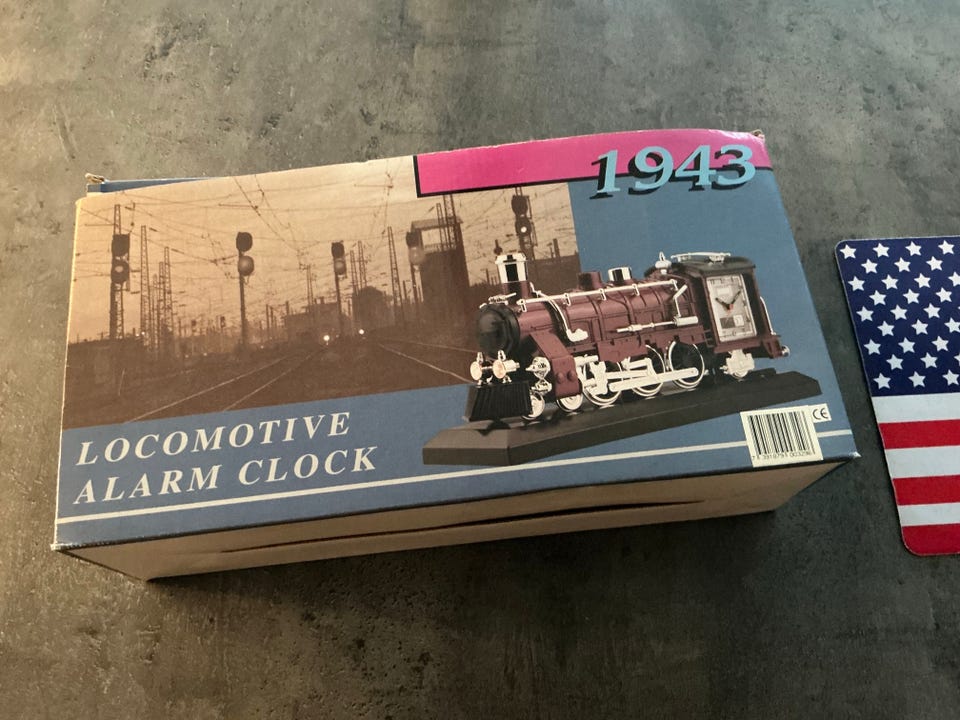 1943
LOCOMOTIVE
ALARM CLOCK
CE